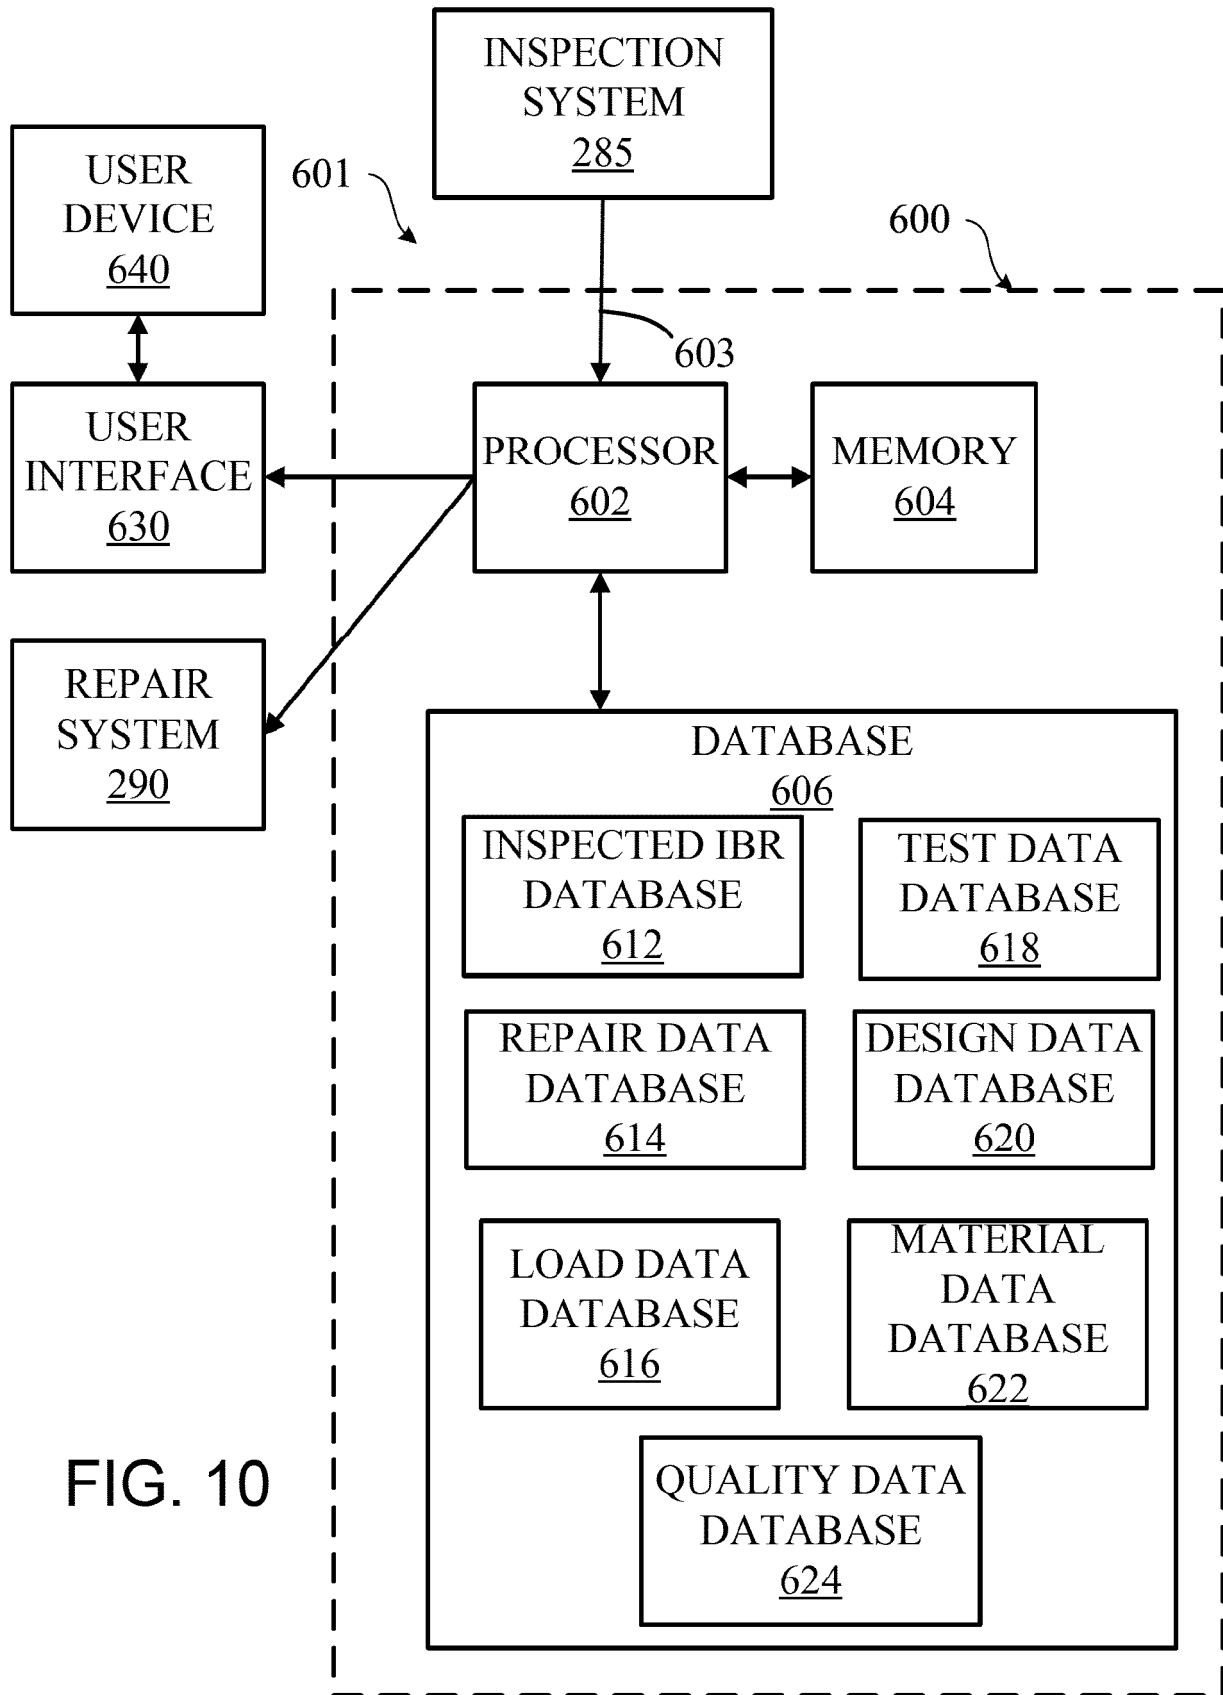 INSPECTION
SYSTEM
285
USER
DEVICE
640
601
600
603
USER
INTERFACE
630
PROCESSOR
602
MEMORY
604
REPAIR
SYSTEM
290
DATABASE
606
INSPECTED IBR
DATABASE
612
TEST DATA
DATABASE
618
REPAIR DATA
DATABASE
614
DESIGN DATA
DATABASE
620
LOAD DATA
DATABASE
616
MATERIAL
DATA
DATABASE
622
QUALITY DATA
DATABASE
624
FIG. 10